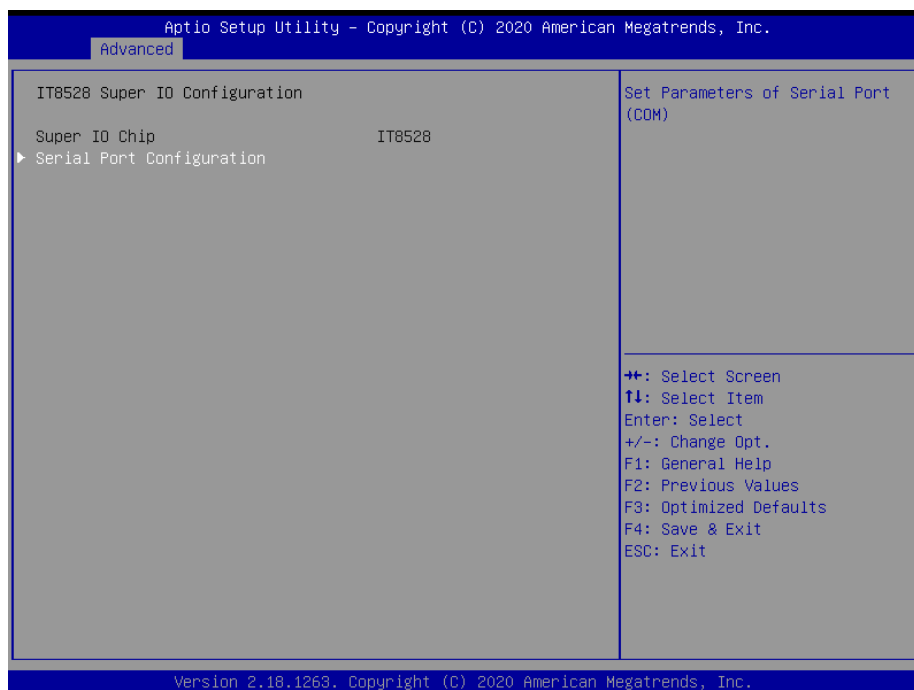 Aptio Setup Utility – Copyright (C) 2020 American Megatrends, Inc.
Advanced
IT8528 Super IO Configuration
Super IO Chip IT8528
Serial Port Configuration
Set Parameters of Serial Port
(COM)
→←: Select Screen
↑↓: Select Item
Enter: Select
+/-: Change Opt.
F1: General Help
F2: Previous Values
F3: Optimized Defaults
F4: Save & Exit
ESC: Exit
Version 2.18.1263. Copyright (C) 2020 American Megatrends, Inc.